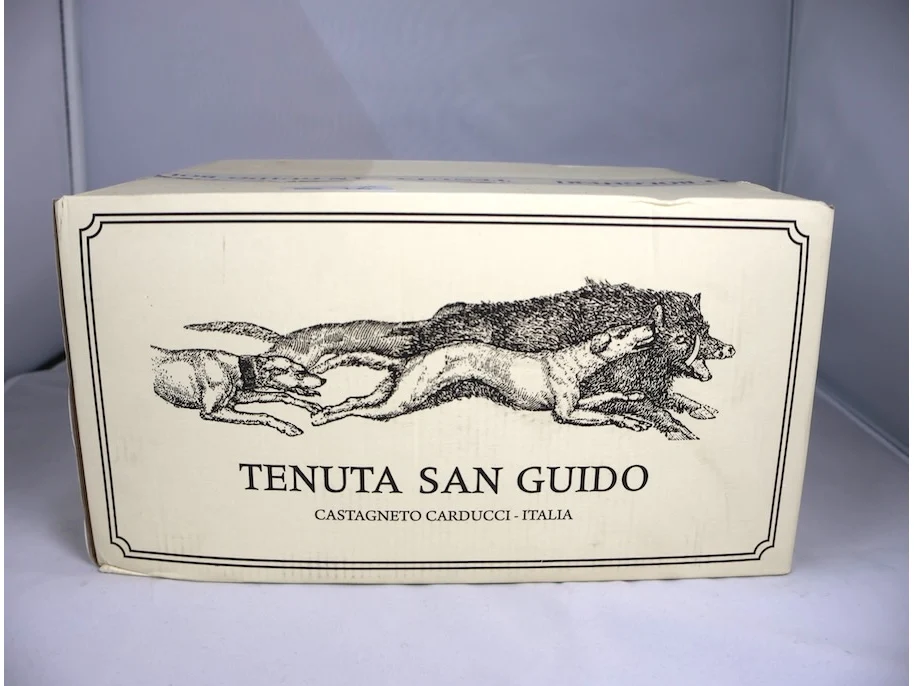 TENUTA SAN GUIDO
CASTAGNETO CARDUCCI - ITALIA